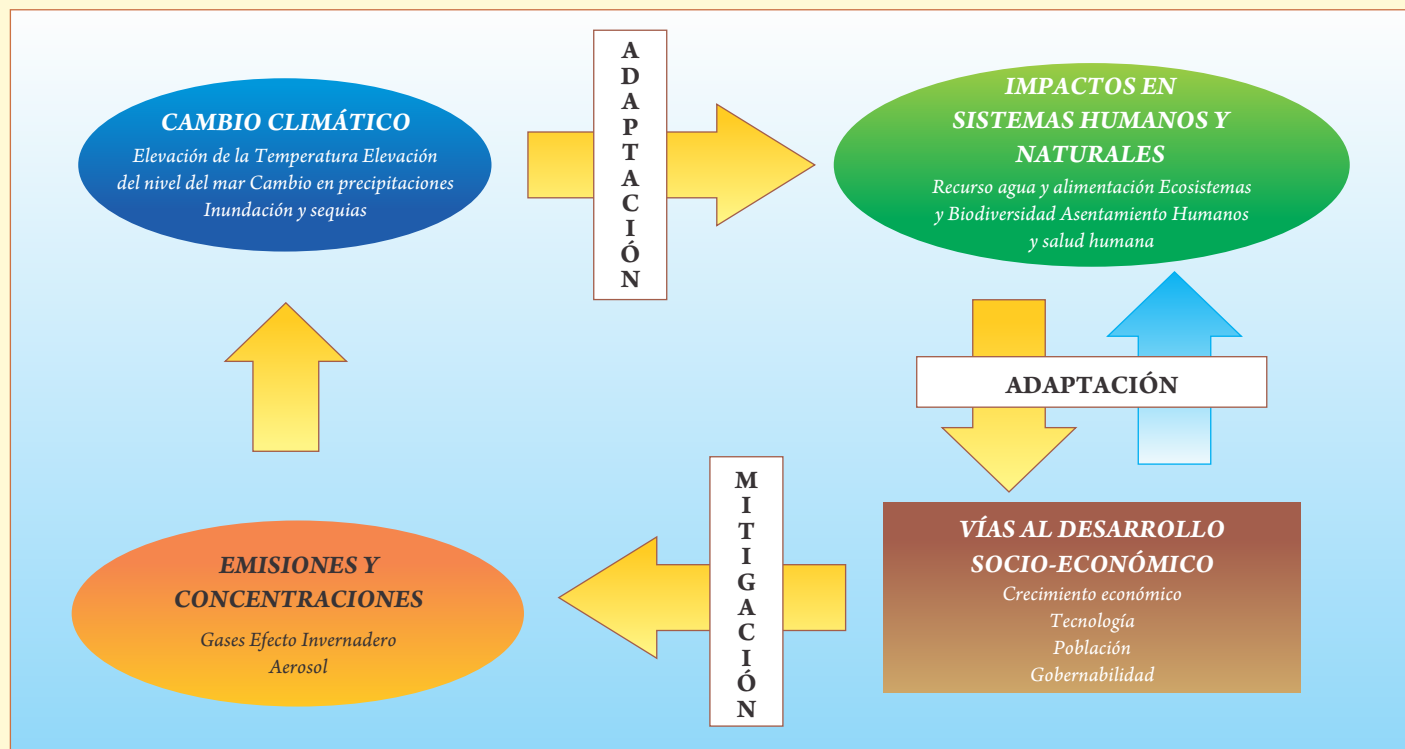 CAMBIO CLIMÁTICO
Elevación de la Temperatura Elevación
del nivel del mar Cambio en precipitaciones
Inundación y sequias
ADAPTACIÓN
IMPACTOS EN
SISTEMAS HUMANOS Y
NATURALES
Recurso agua y alimentación Ecosistemas
y Biodiversidad Asentamiento Humanos
y salud humana
ADAPTACIÓN
VÍAS AL DESARROLLO
SOCIO-ECONÓMICO
Crecimiento económico
Tecnología
Población
Gobernabilidad
MITIGACIÓN
EMISIONES Y
CONCENTRACIONES
Gases Efecto Invernadero
Aerosol